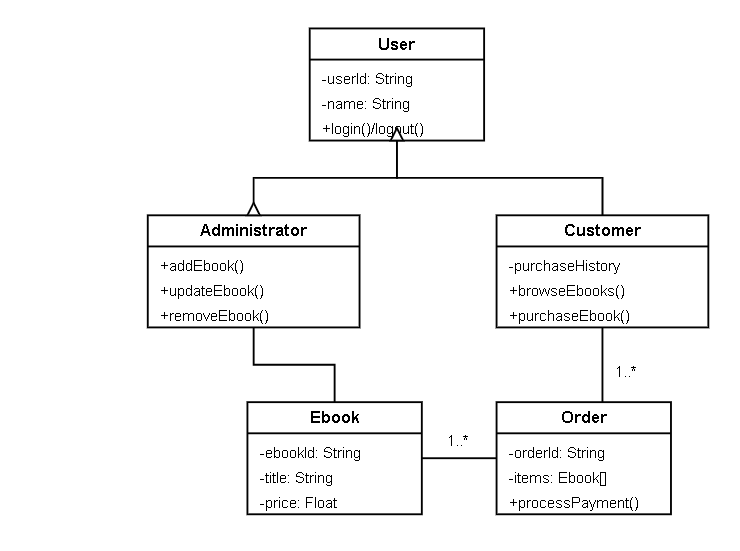 User
-userId: String
-name: String
+login()/logout()
Administrator
+addEbook()
+updateEbook()
+removeEbook()
Customer
-purchaseHistory
+browseEbooks()
+purchaseEbook()
1..*
Ebook
-ebookId: String
-title: String
-price: Float
1..*
Order
-orderId: String
-items: Ebook[]
+processPayment()